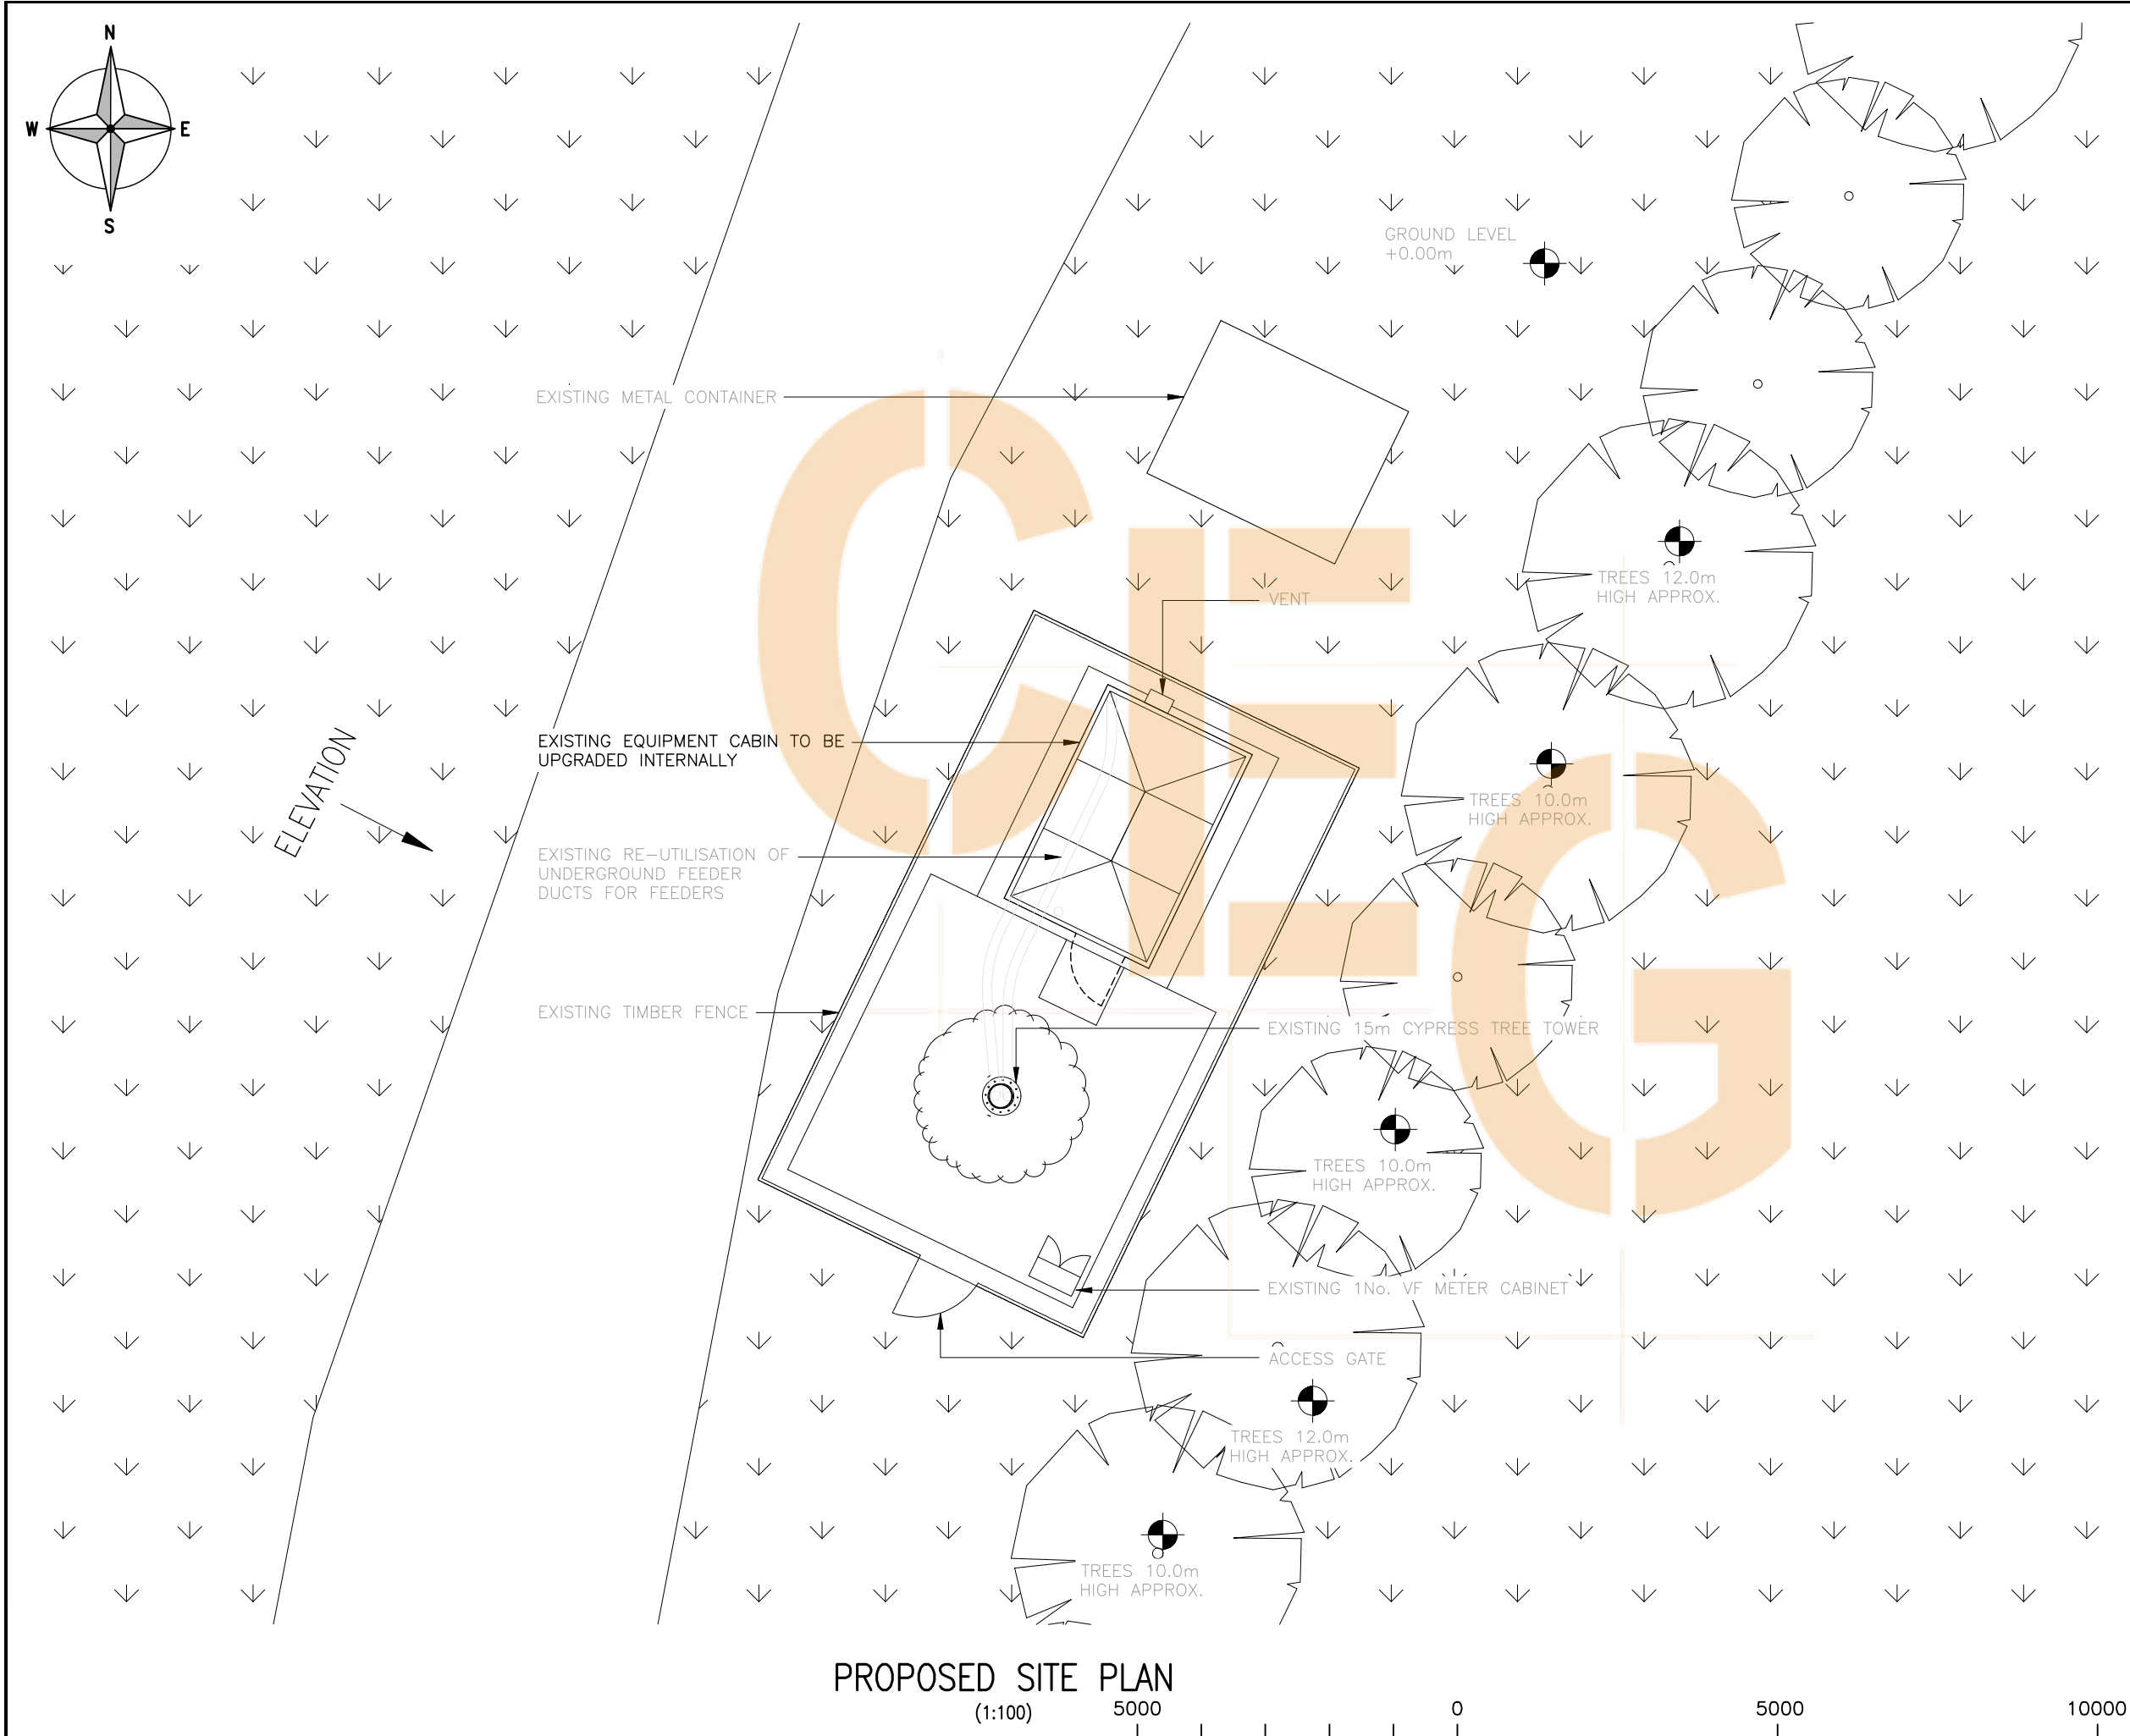 N
W E
S
GROUND LEVEL
+0.00m
EXISTING METAL CONTAINER
TREES 12.0m
HIGH APPROX.
VENT
EXISTING EQUIPMENT CABIN TO BE
UPGRADED INTERNALLY
ELEVATION
TREES 10.0m
HIGH APPROX.
EXISTING RE-UTILISATION OF
UNDERGROUND FEEDER
DUCTS FOR FEEDERS
EXISTING TIMBER FENCE
EXISTING 15m CYPRESS TREE TOWER
TREES 10.0m
HIGH APPROX.
EXISTING 1No. VF METER CABINET
ACCESS GATE
TREES 12.0m
HIGH APPROX.
TREES 10.0m
HIGH APPROX.
CIEG
PROPOSED SITE PLAN
(1:100)
5000 0 5000 10000